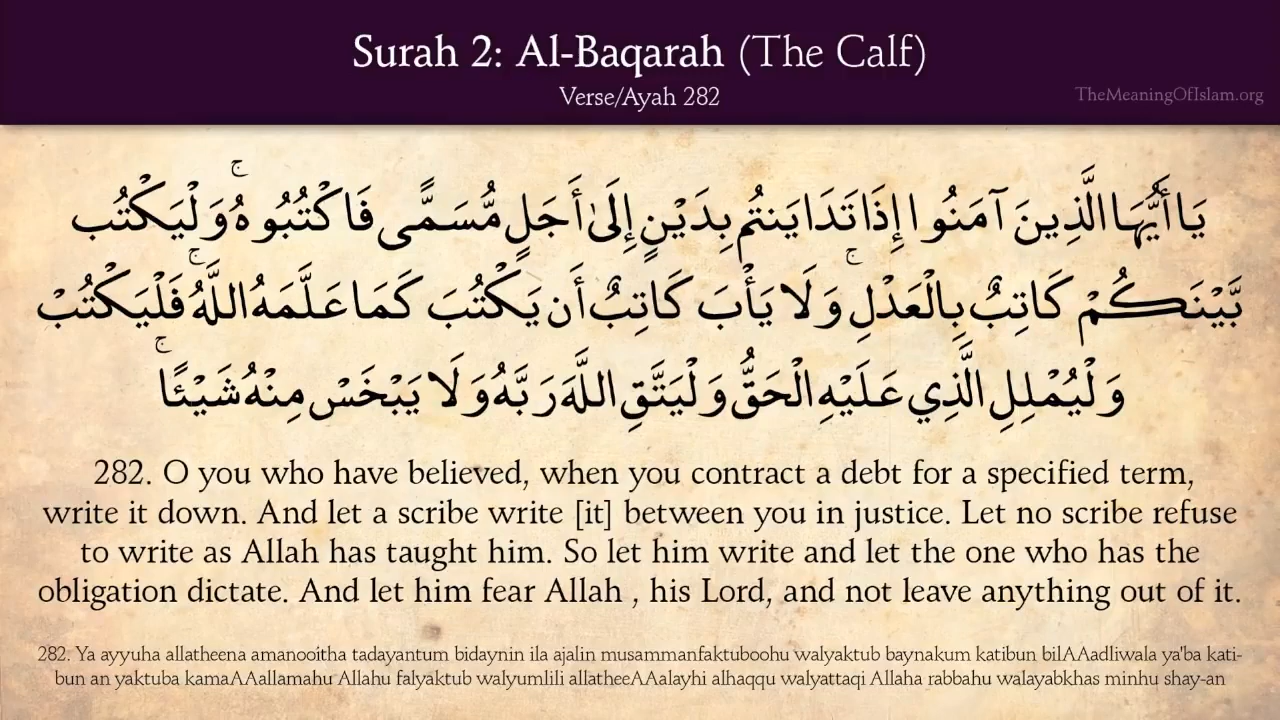 Surah 2: Al-Baqarah (The Calf)
Verse/Ayah 282
TheMeaningOfIslam.org
يَا أَيُّهَا الَّذِينَ آمَنُوا إِذَا تَدَايَنتُم بِدَيْنٍ إِلَىٰ أَجَلٍ مُّسَمًّى فَاكْتُبُوهُ ۚ وَلْيَكْتُب
بَّيْنَكُمْ كَاتِبٌ بِالْعَدْلِ ۚ وَلَا يَأْبَ كَاتِبٌ أَن يَكْتُبَ كَمَا عَلَّمَهُ اللَّهُ ۚ فَلْيَكْتُبْ
وَلْيُمْلِلِ الَّذِي عَلَيْهِ الْحَقُّ وَلْيَتَّقِ اللَّهَ رَبَّهُ وَلَا يَبْخَسْ مِنْهُ شَيْئًا ۚ
282. O you who have believed, when you contract a debt for a specified term,
write it down. And let a scribe write [it] between you in justice. Let no scribe refuse
to write as Allah has taught him. So let him write and let the one who has the
obligation dictate. And let him fear Allah , his Lord, and not leave anything out of it.
282. Ya ayyuha allatheena amanooitha tadayantum bidaynin ila ajalin musammanfaktuboohu walyaktub baynakum katibun bilAAadliwala ya'ba kati-
bun an yaktuba kamaAAallamahu Allahu falyaktub walyumlili allatheeAAalayhi alhaqqu walyattaqi Allaha rabbahu walayabkhas minhu shay-an